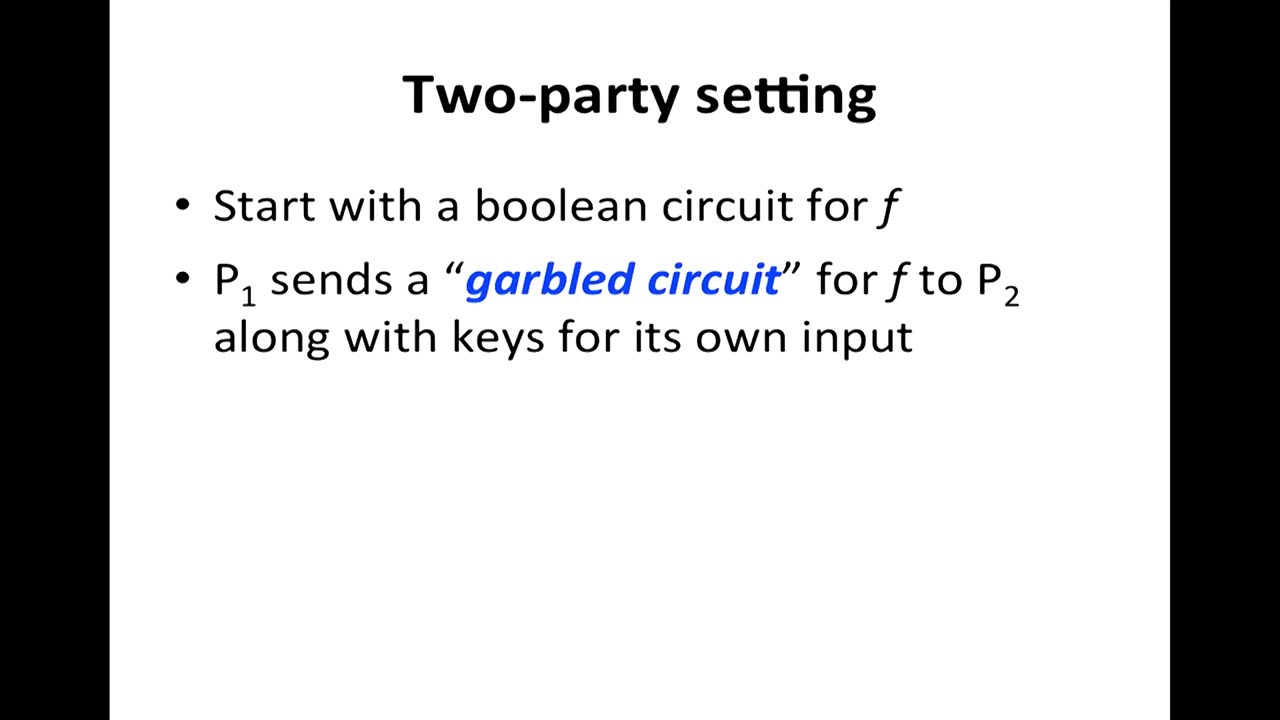 Two-party setting
• Start with a boolean circuit for f
• P₁ sends a “garbled circuit” for f to P₂
along with keys for its own input